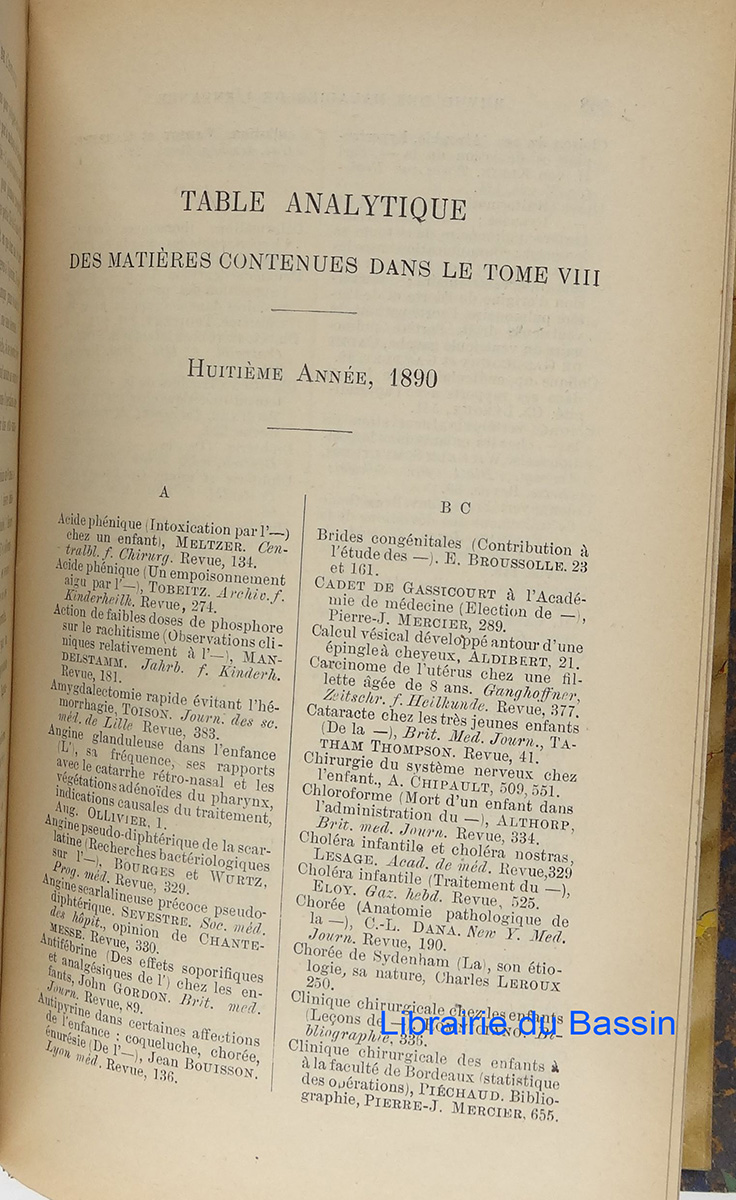 TABLE ANALYTIQUE
DES MATIÈRES CONTENUES DANS LE TOME VIII
HUITIÈME ANNÉE, 1890
A
Acide phénique (Intoxication par l'—)
chez un enfant), MELTZER. Cen-
tralbl. f. Chirurg. Revue, 134.
Acide phénique (Un empoisonnement
aigu par l'—), TOBEITZ. Archiv. f.
Kinderheilh. Revue, 274.
Action de faibles doses de phosphore
sur le rachitisme (Observations cli-
niques relativement à l'—), MAN-
DELSTAMM. Jahrb. f. Kinderh.
Revue, 181.
Amygdalectomie rapide évitant l'hé-
morrhagie, TOISON. Journ. des sc.
méd. de Lille Revue, 383.
Angine glanduleuse dans l'enfance
(L'), sa fréquence, ses rapports
avec le catarrhe rétro-nasal et les
végétations adénoïdes du pharynx,
indications causales du traitement,
Aug. OLLIVIER, 1.
Angine pseudo-diphtérique de la scar-
latine (Recherches bactériologiques
sur l'—), BOURGES et WURTZ,
Prog. méd. Revue, 329.
Angine scarlatineuse précoce pseudo-
diphtérique. SEVESTRE. Soc. méd.
des hôpit., opinion de CHANTE-
MESSE. Revue, 330.
Antifébrine (Des effets soporifiques
et analgésiques de l') chez les en-
fants, John GORDON. Brit. med.
Journ. Revue, 89.
Antipyrine dans certaines affections
de l'enfance : coqueluche, chorée,
énurésie (De l'—), Jean BOUISSON.
Lyon méd. Revue, 136.
B C
Brides congénitales (Contribution à
l'étude des —). E. BROUSSOLLE. 23
et 161.
CADET DE GASSICOURT à l'Acadé-
mie de médecine (Election de —),
Pierre-J. MERCIER, 289.
Calcul vésical développé autour d'une
épingle à cheveux, ALDIBERT, 21.
Carcinome de l'utérus chez une fil-
lette âgée de 8 ans. Ganghoffner,
Zeitschr. f. Heilkunde. Revue, 377.
Cataracte chez les très jeunes enfants
(De la —), Brit. Med. Journ., TA-
THAM THOMPSON. Revue, 41.
Chirurgie du système nerveux chez
l'enfant., A. CHIPAULT, 509, 551.
Chloroforme (Mort d'un enfant dans
l'administration du —), ALTHORP,
Brit. med. Journ. Revue, 334.
Choléra infantile et choléra nostras,
LESAGE. Acad. de méd. Revue, 329
Choléra infantile (Traitement du —),
ELOY. Gaz. hebd. Revue, 525.
Chorée (Anatomie pathologique de
la —), C.-L. DANA. New Y. Med.
Journ. Revue, 190.
Chorée de Sydenham (La), son étio-
logie, sa nature, Charles LEROUX
250.
Clinique chirurgicale chez les enfants
(Leçons de Bi-
bliographie, 336.
Clinique chirurgicale des enfants à
à la faculté de Bordeaux (statistique
des opérations), PIÉCHAUD. Biblio-
graphie, PIERRE-J. MERCIER, 655.
Librairie du Bassin